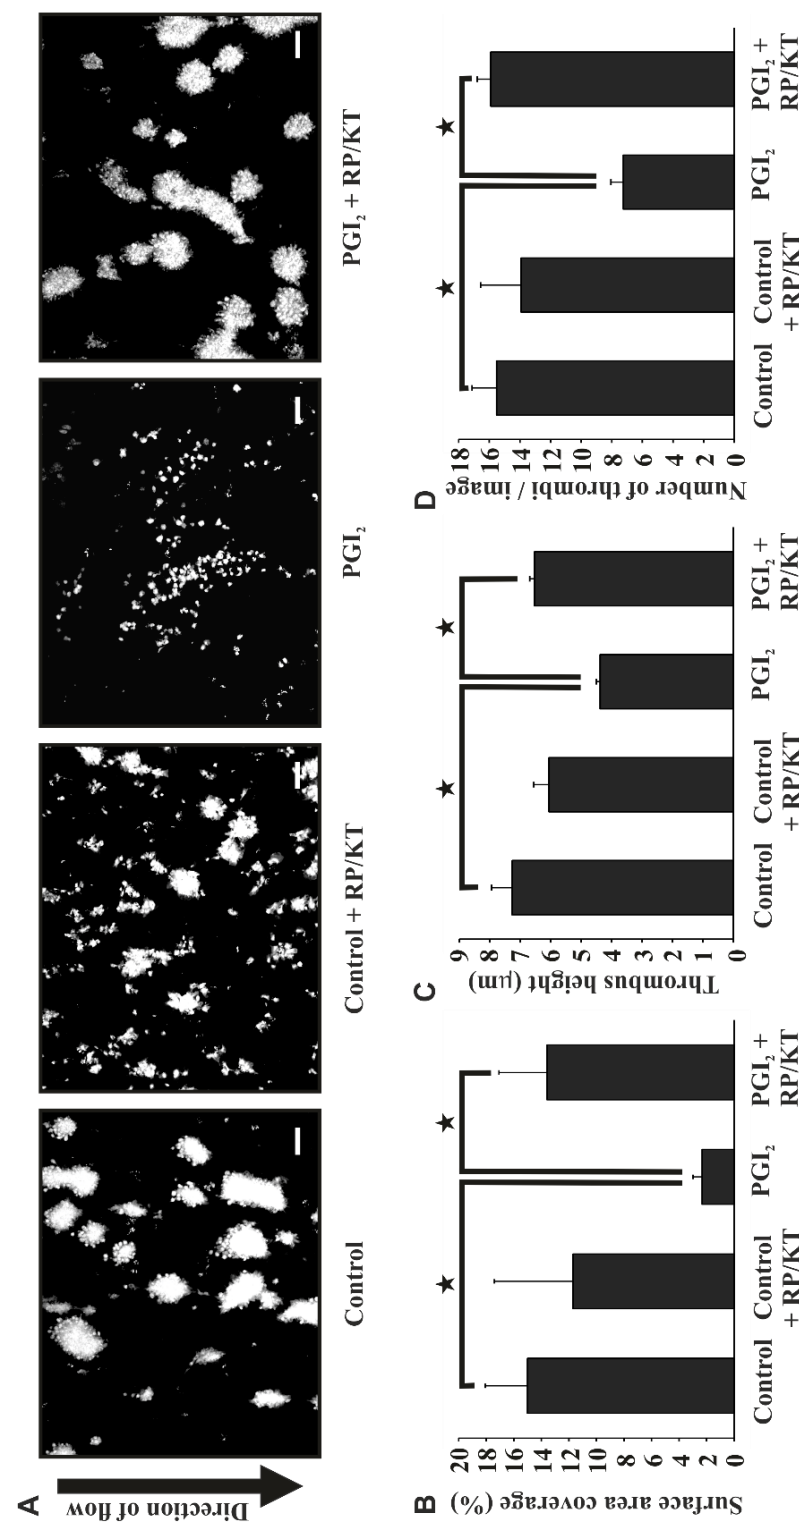 A
Direction of flow
Control
Control + RP/KT
PGI₂
PGI₂ + RP/KT
B
Surface area coverage (%)
20
18
16
14
12
10
8
6
4
2
0
Control
Control
+ RP/KT
PGI₂
PGI₂ +
RP/KT
C
Thrombus height (μm)
9
8
7
6
5
4
3
2
1
0
Control
Control
+ RP/KT
PGI₂
PGI₂ +
RP/KT
D
Number of thrombi / image
18
16
14
12
10
8
6
4
2
0
Control
Control
+ RP/KT
PGI₂
PGI₂ +
RP/KT